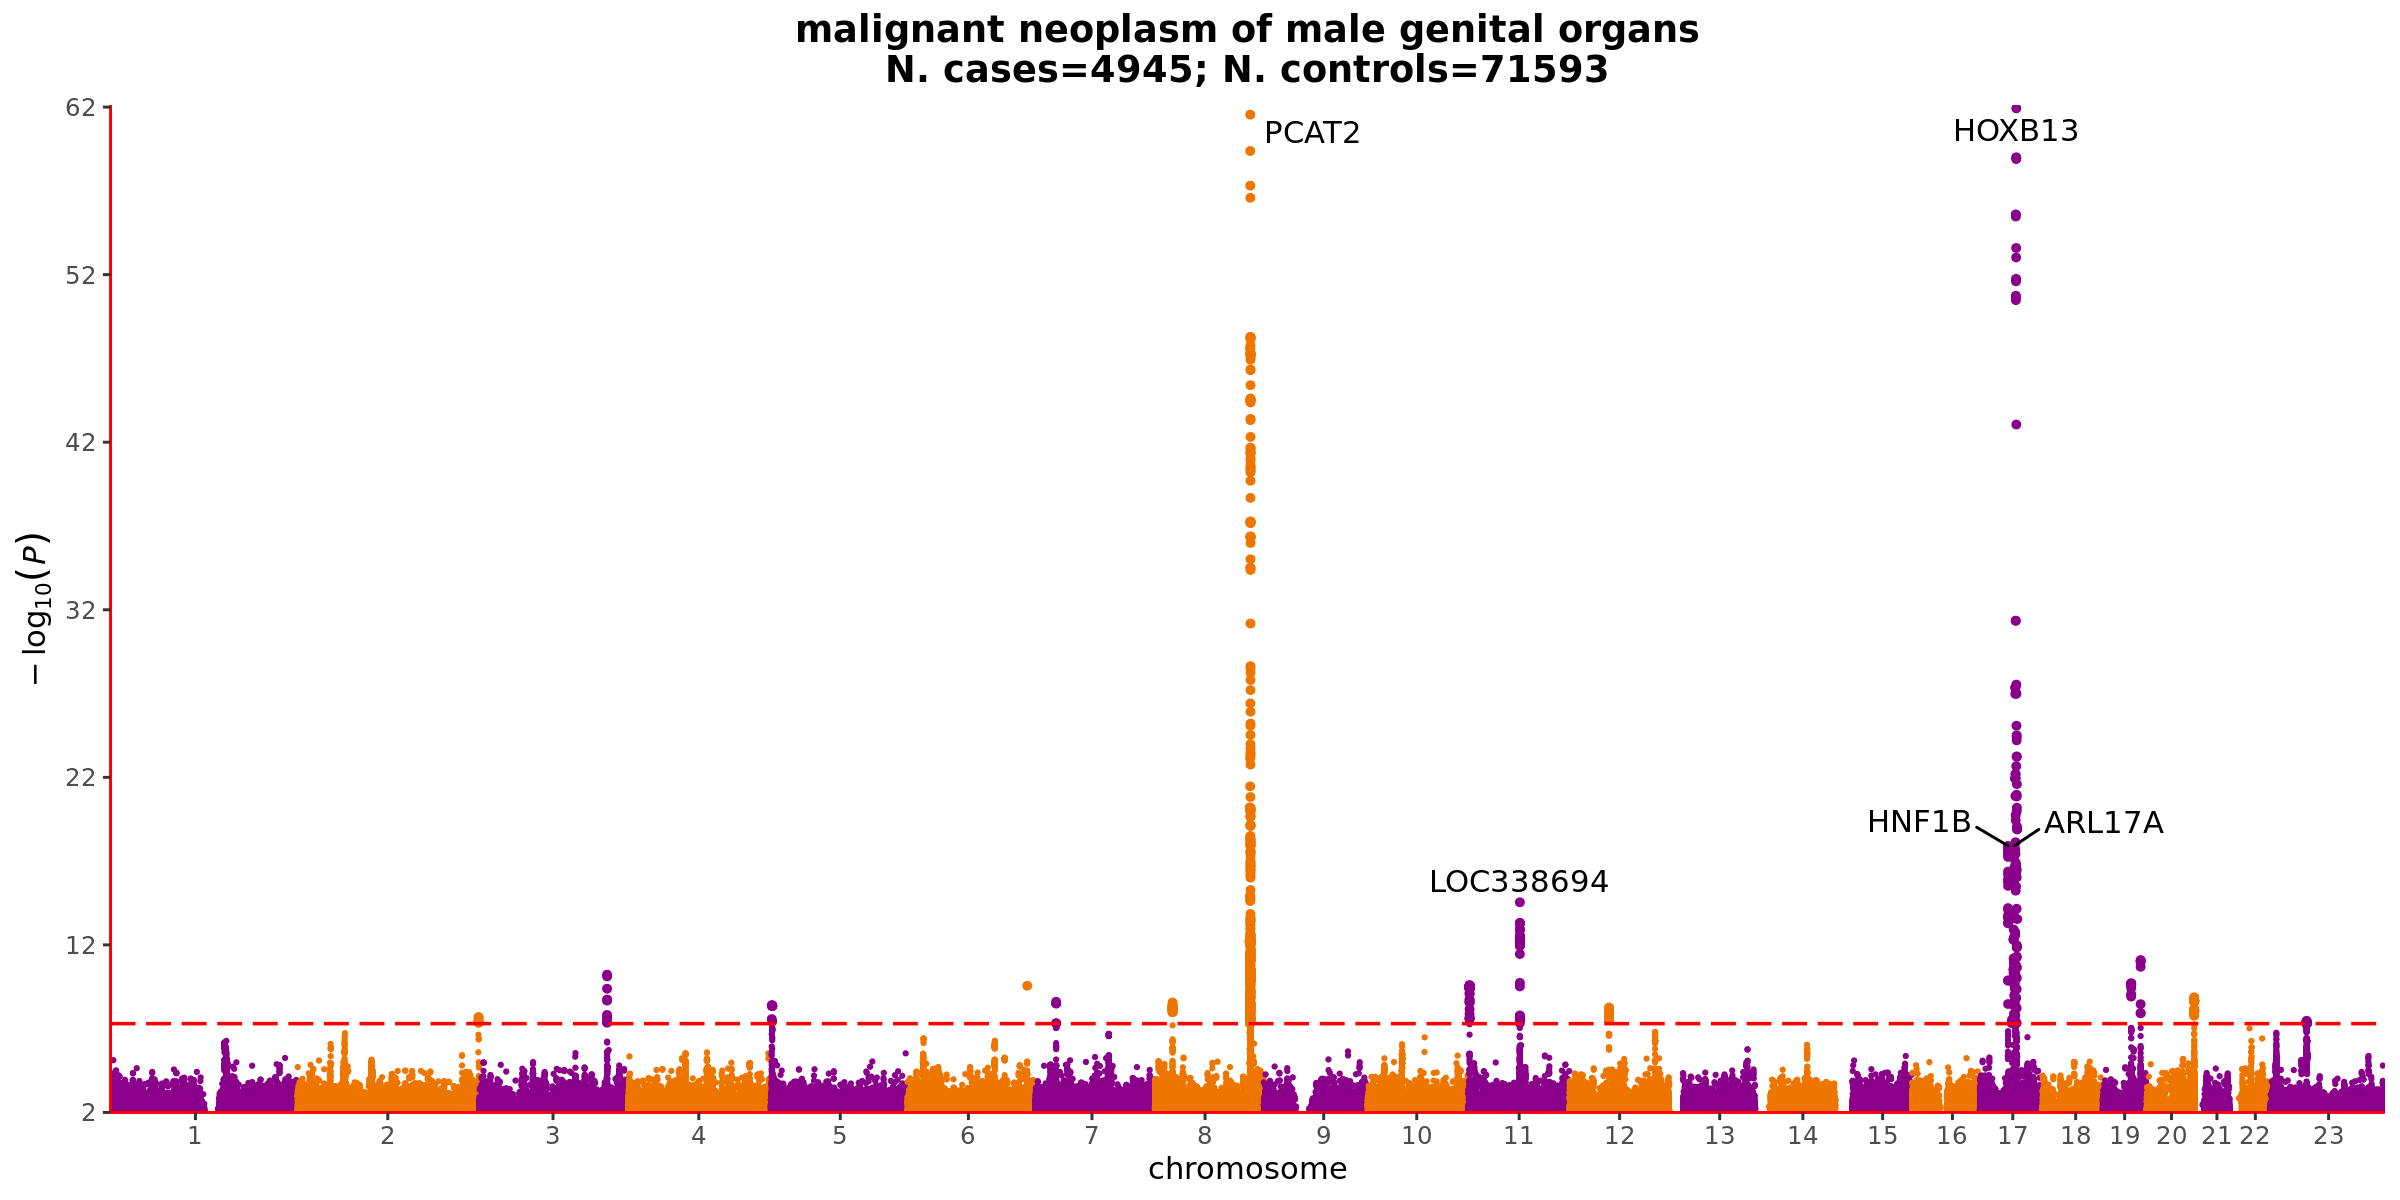 malignant neoplasm of male genital organs
N. cases=4945; N. controls=71593
62
52
42
32
22
12
2
−log10(P)
PCAT2
HOXB13
HNF1B
ARL17A
LOC338694
1 2 3 4 5 6 7 8 9 10 11 12 13 14 15 16 17 18 19 20 21 22 23
chromosome